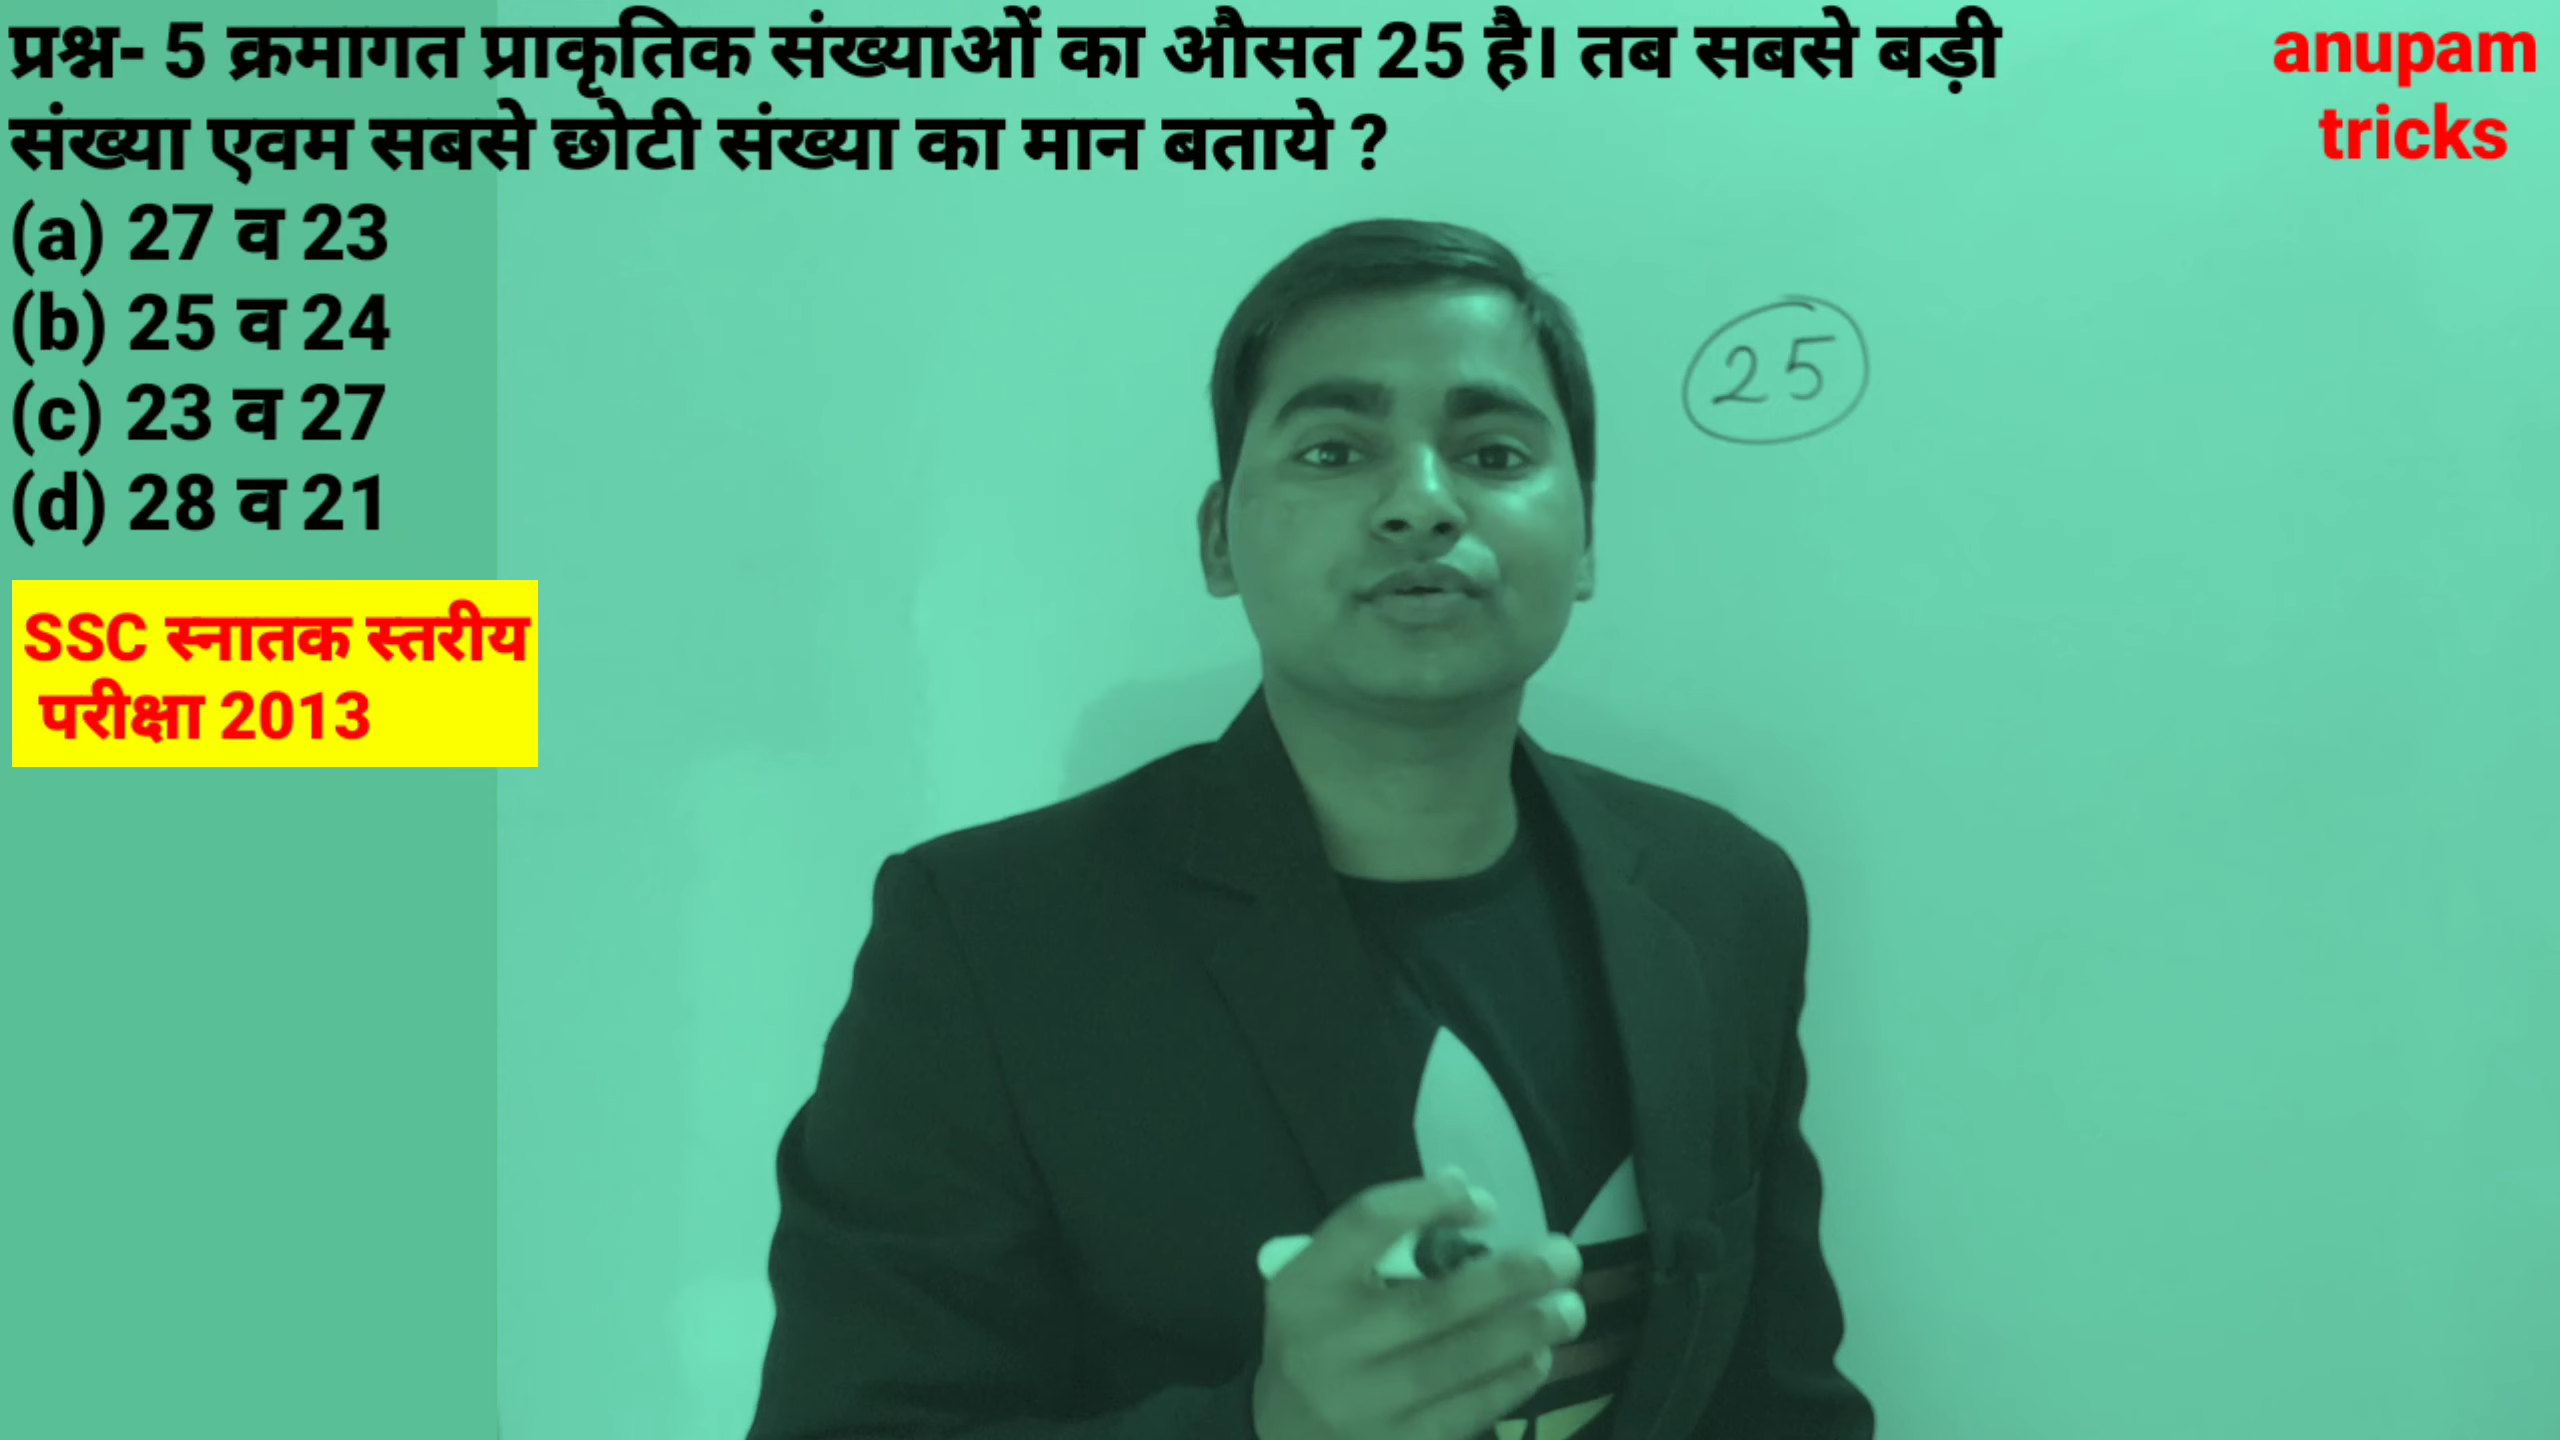 प्रश्न- 5 क्रमागत प्राकृतिक संख्याओं का औसत 25 है। तब सबसे बड़ी
संख्या एवम सबसे छोटी संख्या का मान बताये ?
(a) 27 व 23
(b) 25 व 24
(c) 23 व 27
(d) 28 व 21
SSC स्नातक स्तरीय
परीक्षा 2013
anupam
tricks
25